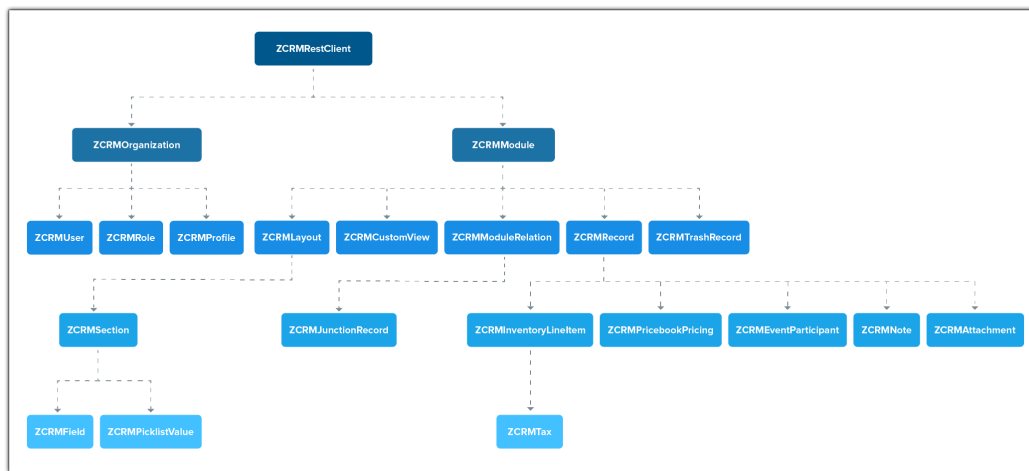 ZCRMRestClient
ZCRMOrganization
ZCRMModule
ZCRMUser
ZCRMRole
ZCRMProfile
ZCRMLayout
ZCRMCustomView
ZCRMModuleRelation
ZCRMRecord
ZCRMTrashRecord
ZCRMSection
ZCRMJunctionRecord
ZCRMInventoryLineItem
ZCRMPricebookPricing
ZCRMEventParticipant
ZCRMNote
ZCRMAttachment
ZCRMField
ZCRMPicklistValue
ZCRMTax